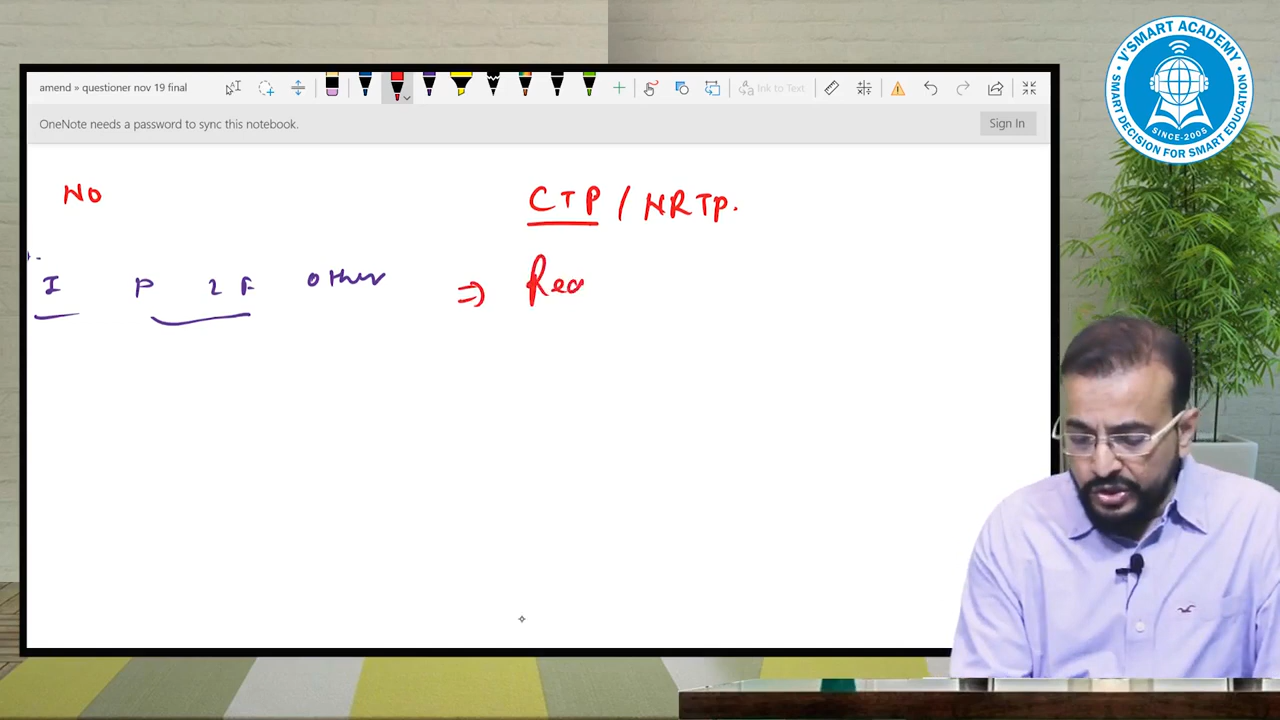 amend » questioner nov 19 final
Ink to Text
OneNote needs a password to sync this notebook.
Sign In
NO
CTP / NRTP.
I P LF other
⇒ Rec
V'SMART ACADEMY
SINCE-2005
SMART DECISION FOR SMART EDUCATION